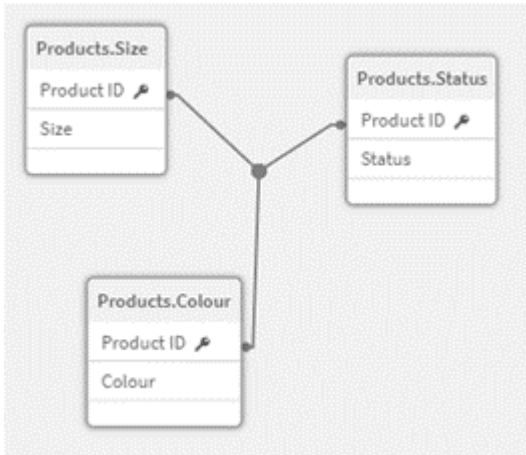 Products.Size
Product ID
Size
Products.Status
Product ID
Status
Products.Colour
Product ID
Colour